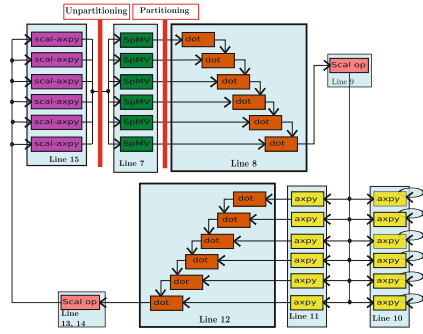 Unpartitioning Partitioning
scal-axpy SpMV dot
scal-axpy SpMV dot
scal-axpy SpMV dot
scal-axpy SpMV dot
scal-axpy SpMV dot
scal-axpy SpMV dot
Scal op
Line 9
Line 15 Line 7 Line 8
dot axpy axpy
dot axpy axpy
dot axpy axpy
dot axpy axpy
dot axpy axpy
dot axpy axpy
Scal op
Line
13, 14
Line 12 Line 11 Line 10